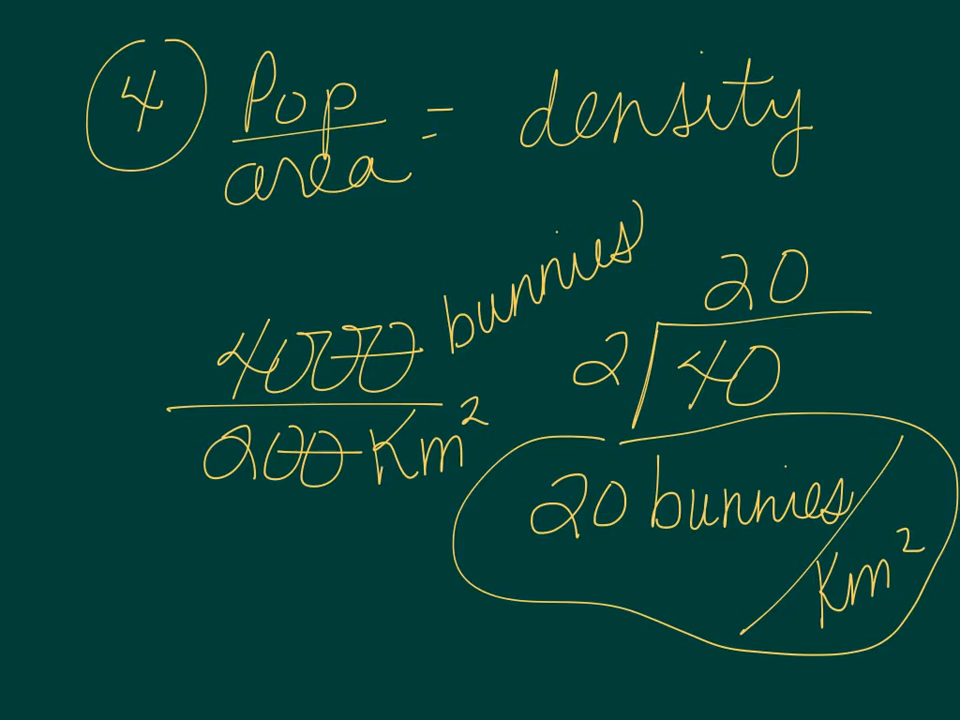 4 Pop = density
area
4000 bunnies
200 Km²
20
2 40
20 bunnies/
Km²